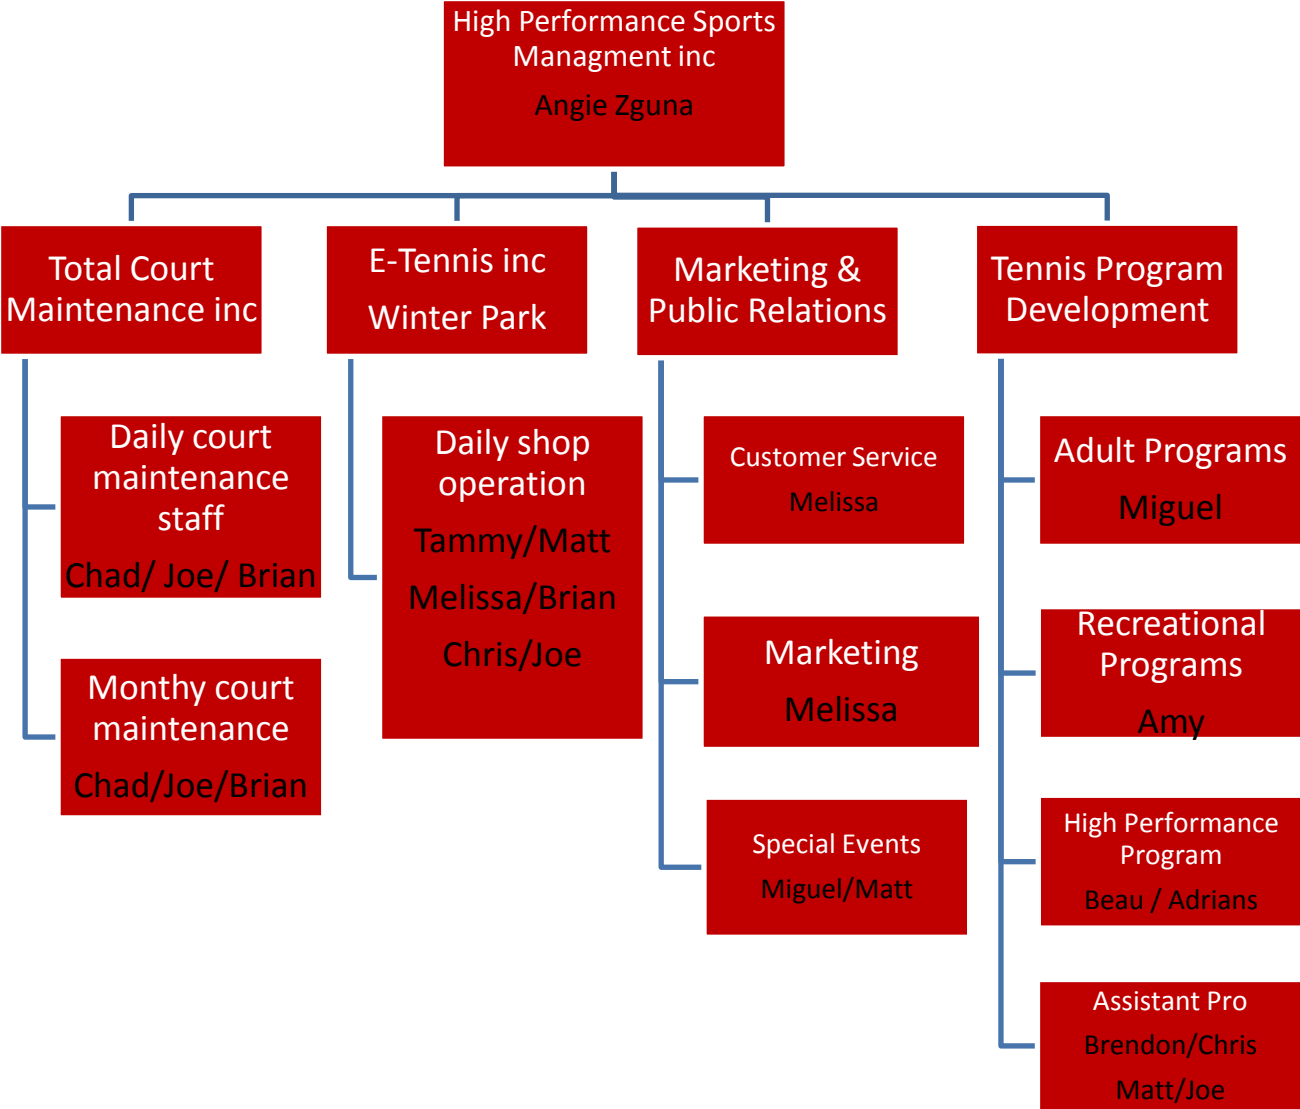 High Performance Sports
Managment inc
Angie Zguna
Total Court
Maintenance inc
E-Tennis inc
Winter Park
Marketing &
Public Relations
Tennis Program
Development
Daily court
maintenance
staff
Chad/ Joe/ Brian
Monthy court
maintenance
Chad/Joe/Brian
Daily shop
operation
Tammy/Matt
Melissa/Brian
Chris/Joe
Customer Service
Melissa
Marketing
Melissa
Special Events
Miguel/Matt
Adult Programs
Miguel
Recreational
Programs
Amy
High Performance
Program
Beau / Adrians
Assistant Pro
Brendon/Chris
Matt/Joe